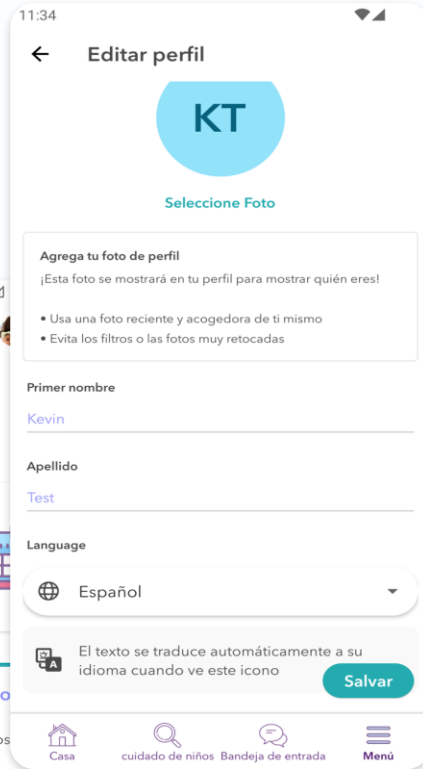 11:34
Editar perfil
KT
Seleccione Foto
Agrega tu foto de perfil
¡Esta foto se mostrará en tu perfil para mostrar quién eres!
• Usa una foto reciente y acogedora de ti mismo
• Evita los filtros o las fotos muy retocadas
Primer nombre
Kevin
Apellido
Test
Language
Español
El texto se traduce automáticamente a su
idioma cuando ve este icono
Salvar
Casa
cuidado de niños
Bandeja de entrada
Menú